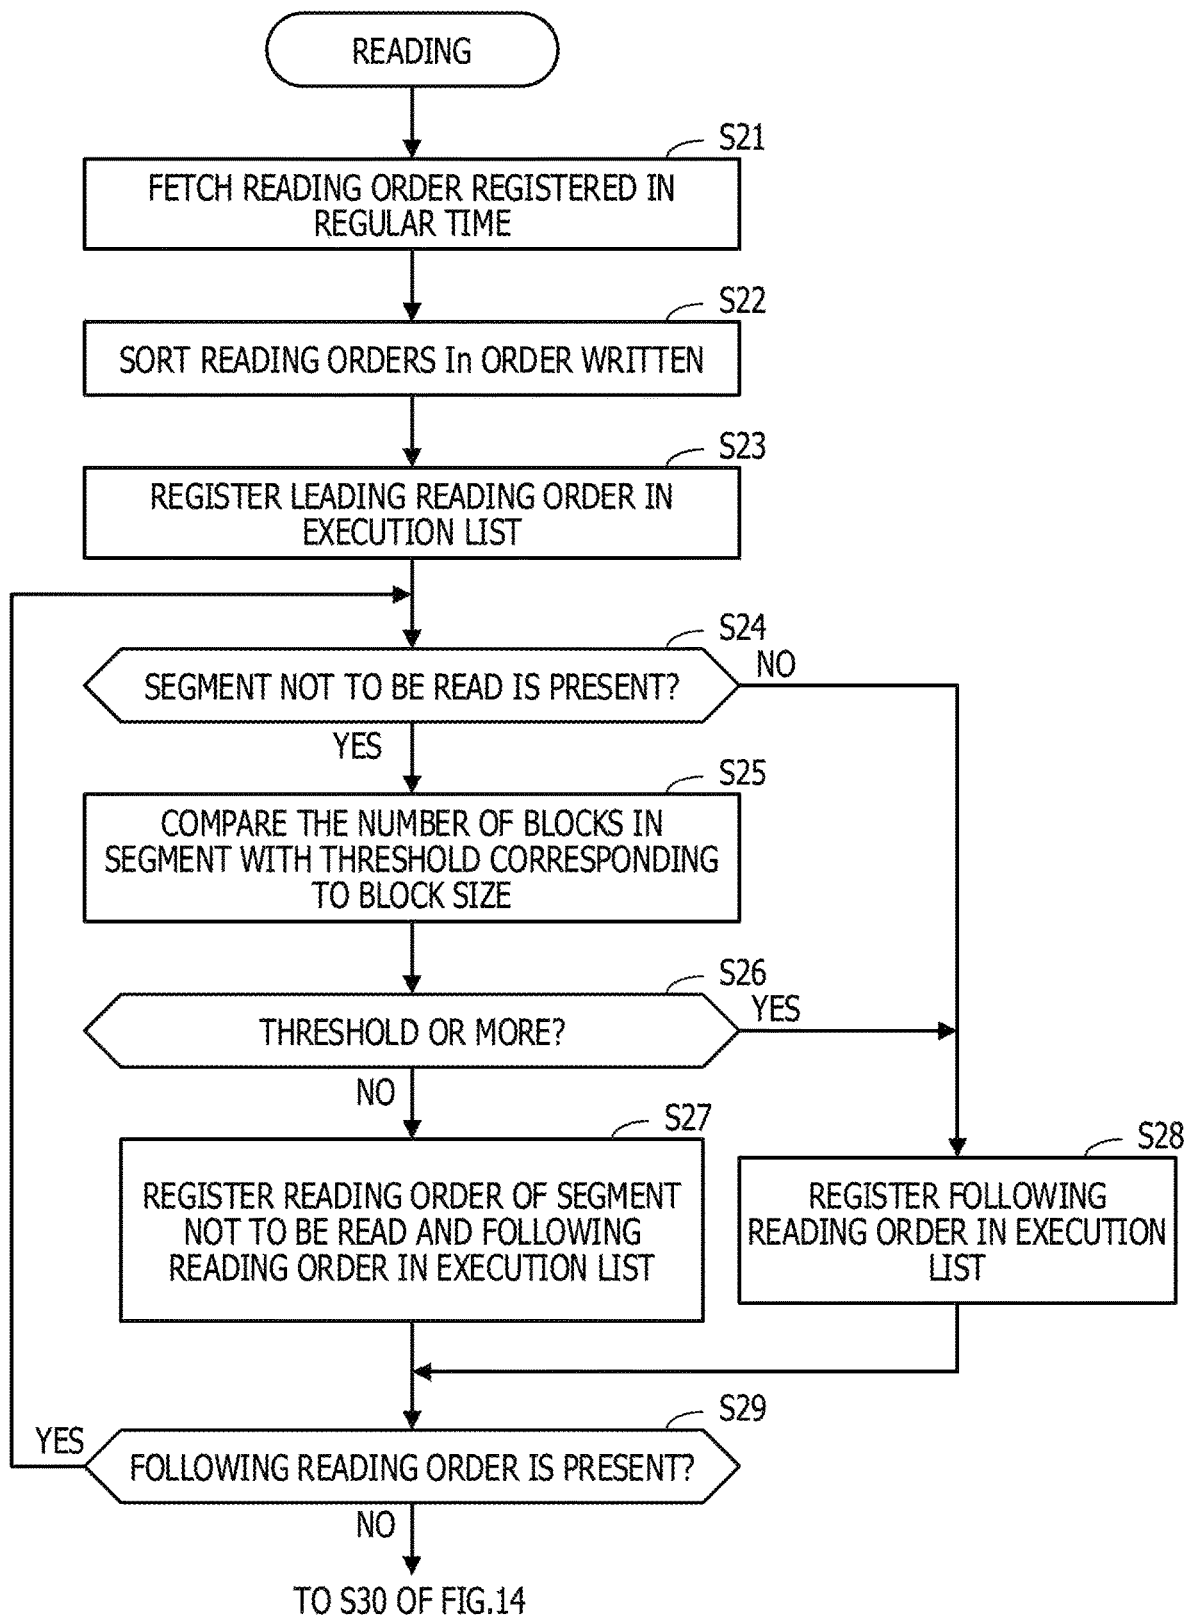 READING
S21
FETCH READING ORDER REGISTERED IN
REGULAR TIME
S22
SORT READING ORDERS In ORDER WRITTEN
S23
REGISTER LEADING READING ORDER IN
EXECUTION LIST
S24
SEGMENT NOT TO BE READ IS PRESENT?
NO
YES
S25
COMPARE THE NUMBER OF BLOCKS IN
SEGMENT WITH THRESHOLD CORRESPONDING
TO BLOCK SIZE
S26
THRESHOLD OR MORE?
YES
NO
S27
REGISTER READING ORDER OF SEGMENT
NOT TO BE READ AND FOLLOWING
READING ORDER IN EXECUTION LIST
S28
REGISTER FOLLOWING
READING ORDER IN EXECUTION
LIST
S29
YES
FOLLOWING READING ORDER IS PRESENT?
NO
TO S30 OF FIG.14